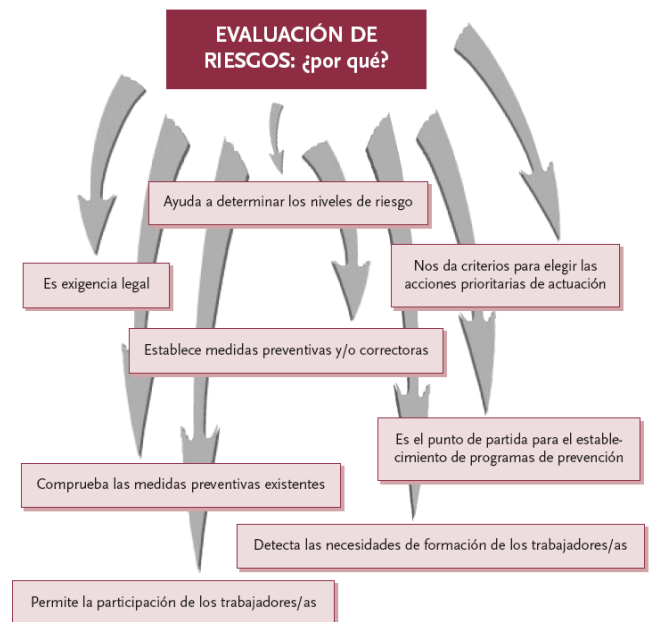 EVALUACIÓN DE
RIESGOS: ¿por qué?
Ayuda a determinar los niveles de riesgo
Es exigencia legal
Nos da criterios para elegir las
acciones prioritarias de actuación
Establece medidas preventivas y/o correctoras
Es el punto de partida para el estable-
cimiento de programas de prevención
Comprueba las medidas preventivas existentes
Detecta las necesidades de formación de los trabajadores/as
Permite la participación de los trabajadores/as